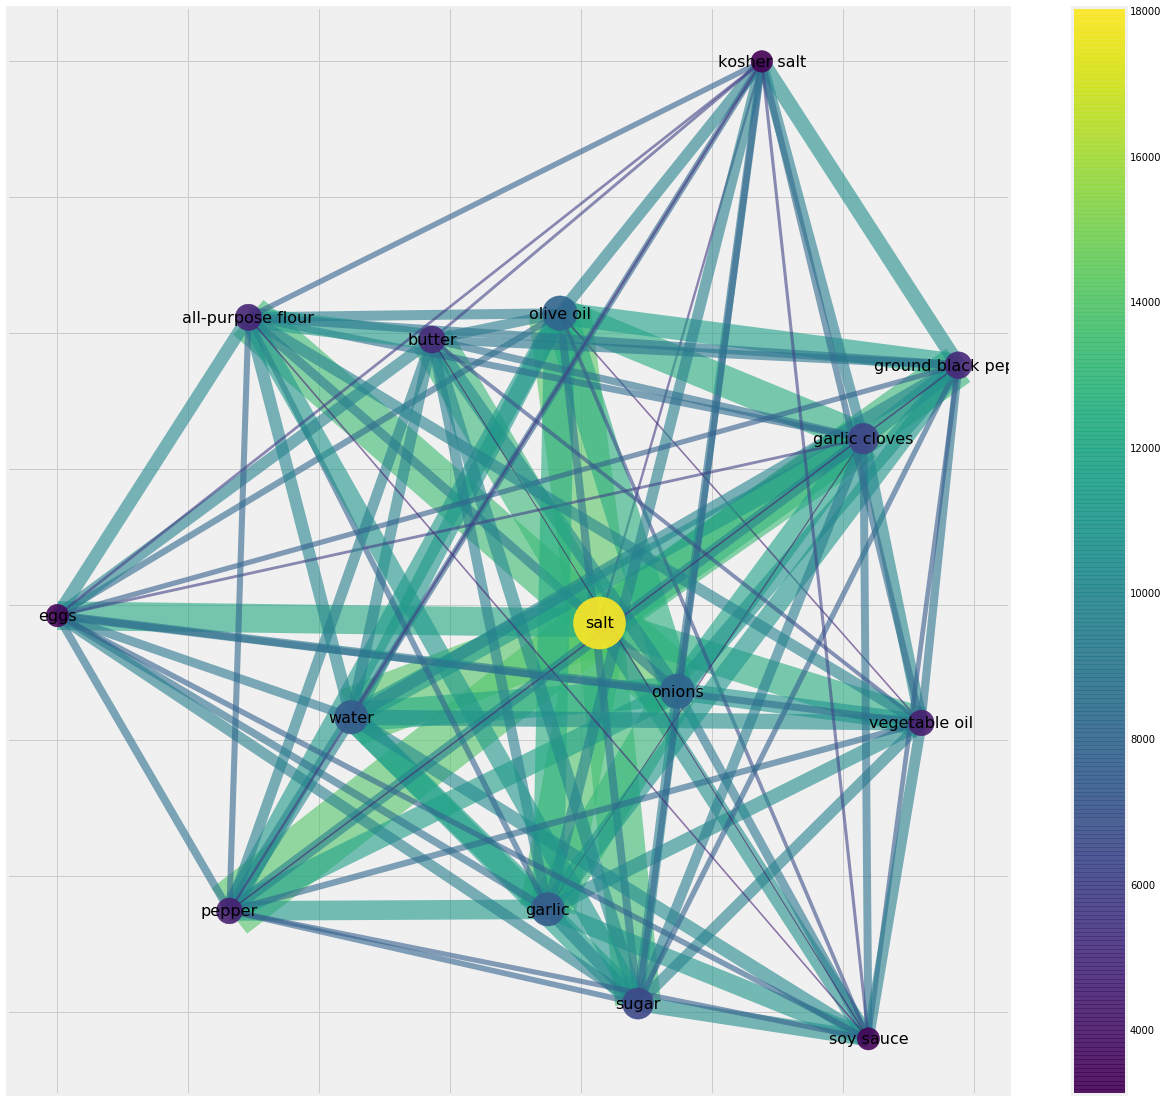 18000
kosher salt
16000
14000
all-purpose flour
olive oil
butter
ground black pep
garlic cloves
12000
10000
eggs
salt
onions
water
vegetable oil
8000
pepper
garlic
6000
sugar
soy sauce
4000